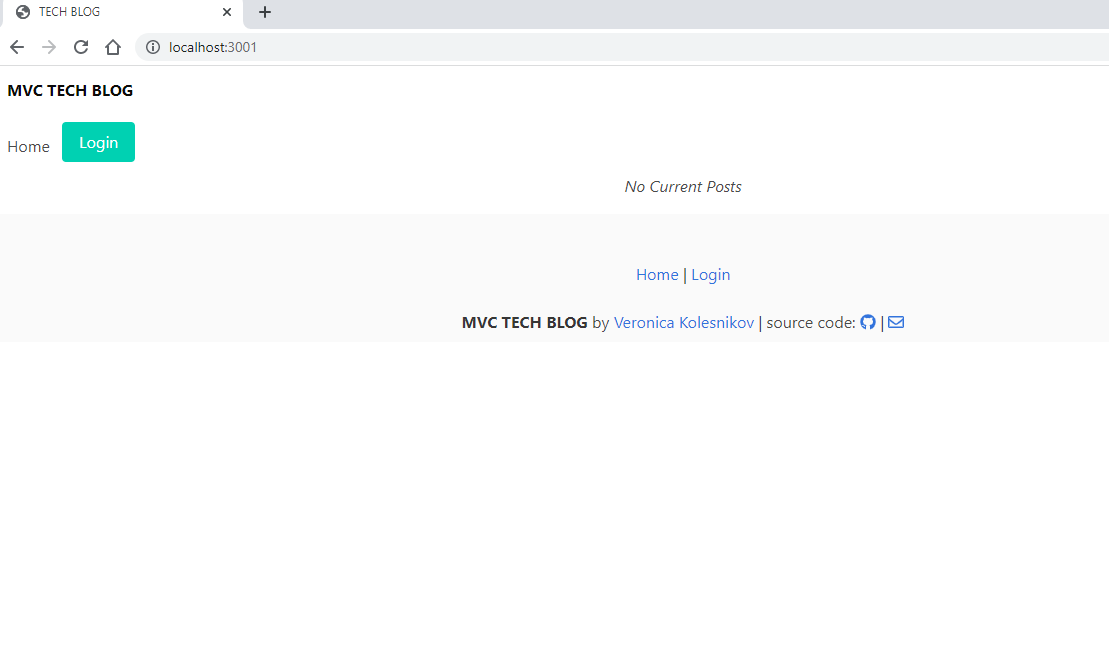 TECH BLOG
localhost:3001
MVC TECH BLOG
Home Login
No Current Posts
Home | Login
MVC TECH BLOG by Veronica Kolesnikov | source code: |